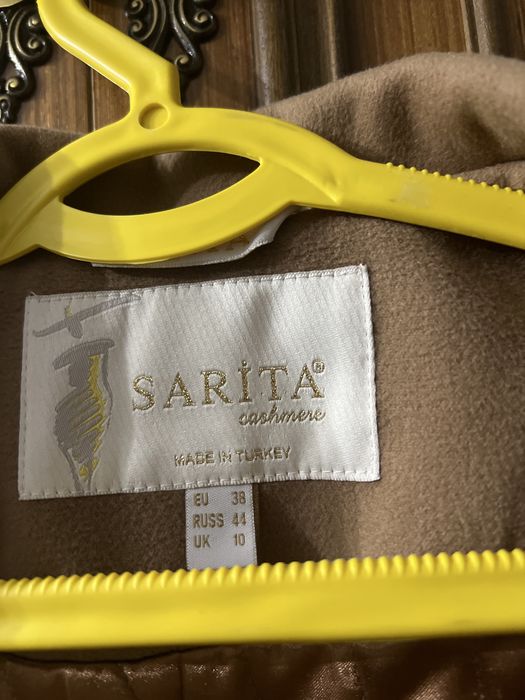 SARİTA®
cashmere
MADE IN TURKEY
EU 38
RUSS 44
UK 10